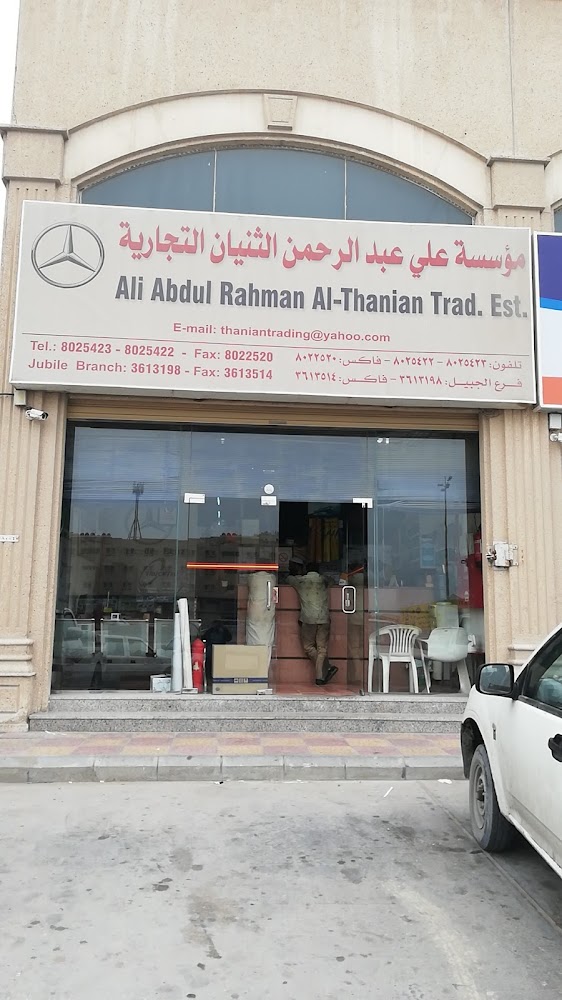 مؤسسة علي عبد الرحمن الثنيان التجارية
Ali Abdul Rahman Al-Thanian Trad. Est.
E-mail: thaniantrading@yahoo.com
Tel.: 8025423 - 8025422 - Fax: 8022520
تلفون: ٨٠٢٥٤٢٣ - ٨٠٢٥٤٢٢ - فاكس: ٨٠٢٢٥٢٠
Jubile Branch: 3613198 - Fax: 3613514
فرع الجبيل: ٣٦١٣١٩٨ - فاكس: ٣٦١٣٥١٤